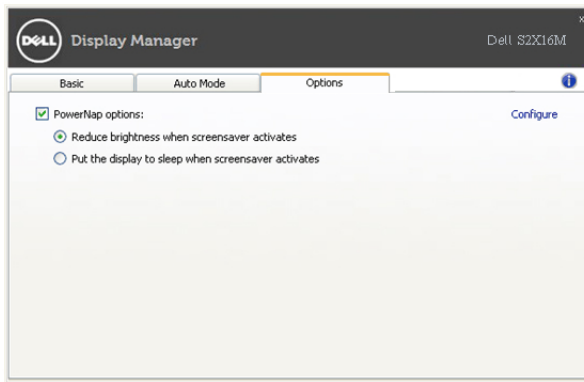 DELL Display Manager
Dell S2X16M
Basic
Auto Mode
Options
PowerNap options:
Configure
Reduce brightness when screensaver activates
Put the display to sleep when screensaver activates